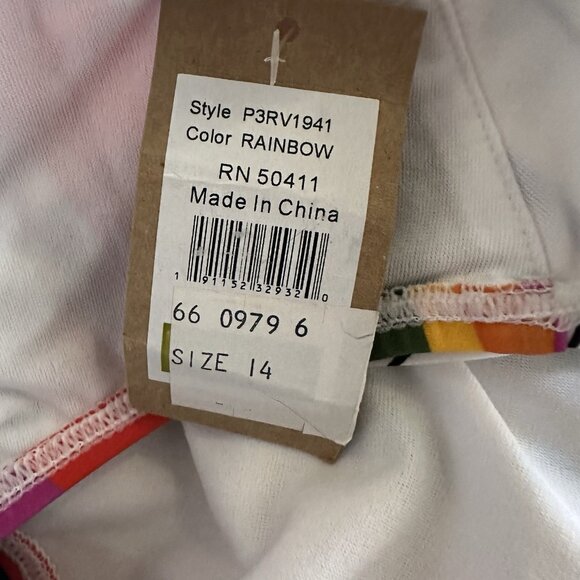 Style P3RV1941
Color RAINBOW
RN 50411
Made In China
1 91152 32932 0
66 0979 6
SIZE 14